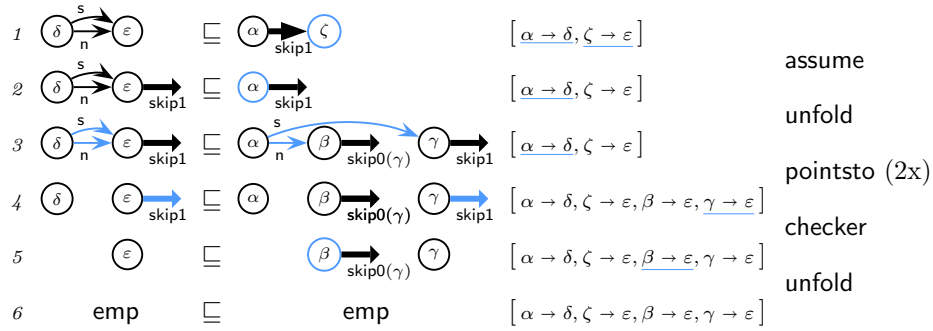 1 δ s n ε ⊑ α skip1 ζ [ α → δ, ζ → ε ]
assume
2 δ s n ε skip1 ⊑ α skip1 [ α → δ, ζ → ε ]
unfold
3 δ s n ε skip1 ⊑ α s n β skip0(γ) γ skip1 [ α → δ, ζ → ε ]
pointsto (2x)
4 δ ε skip1 ⊑ α β skip0(γ) γ skip1 [ α → δ, ζ → ε, β → ε, γ → ε ]
checker
5 ε ⊑ β skip0(γ) γ [ α → δ, ζ → ε, β → ε, γ → ε ]
unfold
6 emp ⊑ emp [ α → δ, ζ → ε, β → ε, γ → ε ]